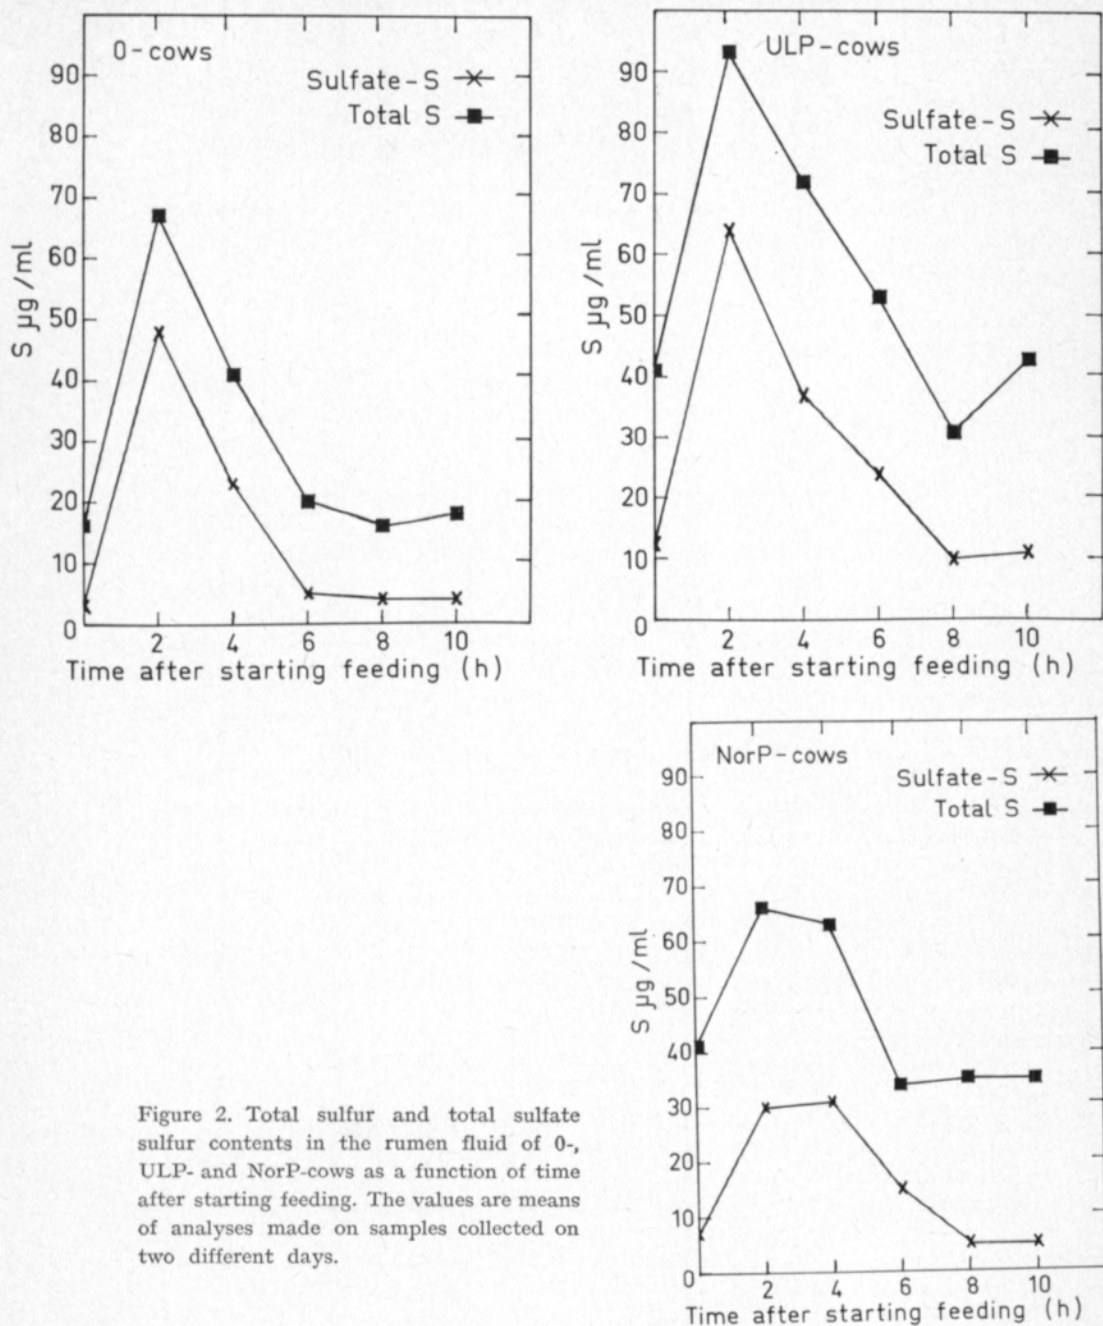 0-cows
Sulfate-S
Total S
90
80
70
60
50
40
30
20
10
0
S µg/ml
2 4 6 8 10
Time after starting feeding (h)
ULP-cows
Sulfate-S
Total S
90
80
70
60
50
40
30
20
10
0
S µg/ml
2 4 6 8 10
Time after starting feeding (h)
NorP-cows
Sulfate-S
Total S
90
80
70
60
50
40
30
20
10
0
S µg/ml
2 4 6 8 10
Time after starting feeding (h)
Figure 2. Total sulfur and total sulfate
sulfur contents in the rumen fluid of 0-,
ULP- and NorP-cows as a function of time
after starting feeding. The values are means
of analyses made on samples collected on
two different days.